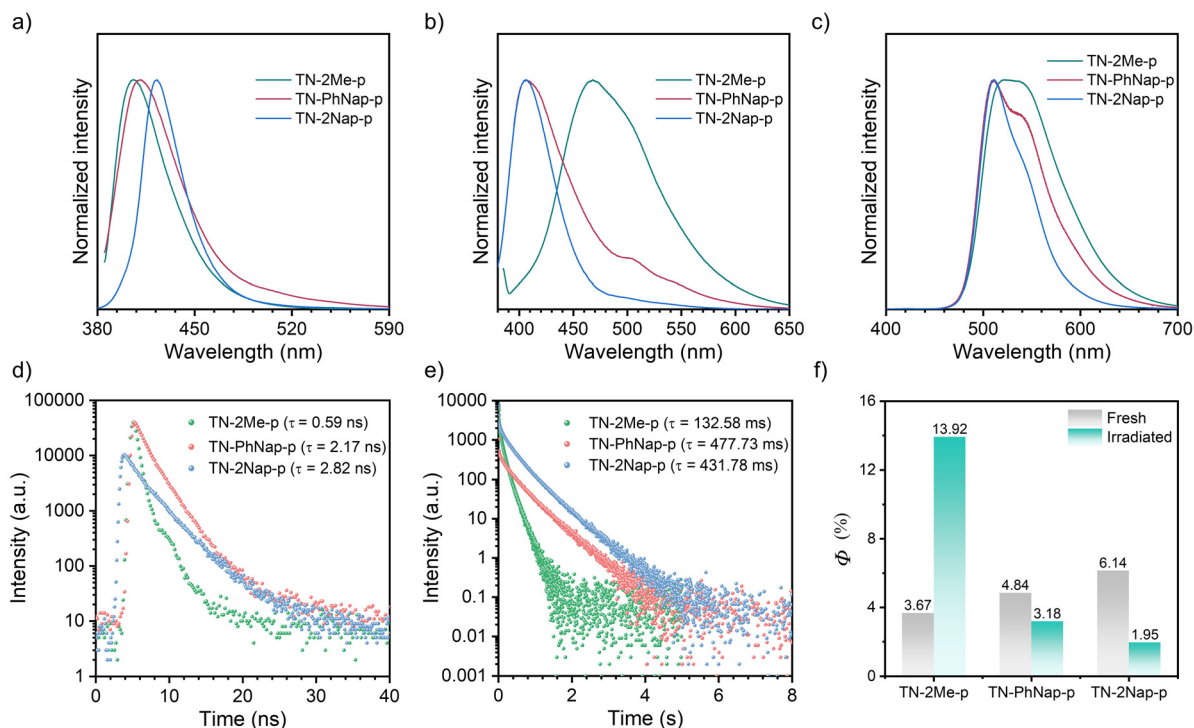 a)
Normalized intensity
TN-2Me-p
TN-PhNap-p
TN-2Nap-p
380 450 520 590
Wavelength (nm)
b)
Normalized intensity
TN-2Me-p
TN-PhNap-p
TN-2Nap-p
400 450 500 550 600 650
Wavelength (nm)
c)
Normalized intensity
TN-2Me-p
TN-PhNap-p
TN-2Nap-p
400 500 600 700
Wavelength (nm)
d)
Intensity (a.u.)
100000
10000
1000
100
10
1
TN-2Me-p (τ = 0.59 ns)
TN-PhNap-p (τ = 2.17 ns)
TN-2Nap-p (τ = 2.82 ns)
0 10 20 30 40
Time (ns)
e)
Intensity (a.u.)
10000
1000
100
10
1
0.1
0.01
0.001
TN-2Me-p (τ = 132.58 ms)
TN-PhNap-p (τ = 477.73 ms)
TN-2Nap-p (τ = 431.78 ms)
0 2 4 6 8
Time (s)
f)
Φ (%)
16
12
8
4
0
Fresh
Irradiated
3.67 13.92 4.84 3.18 6.14 1.95
TN-2Me-p TN-PhNap-p TN-2Nap-p